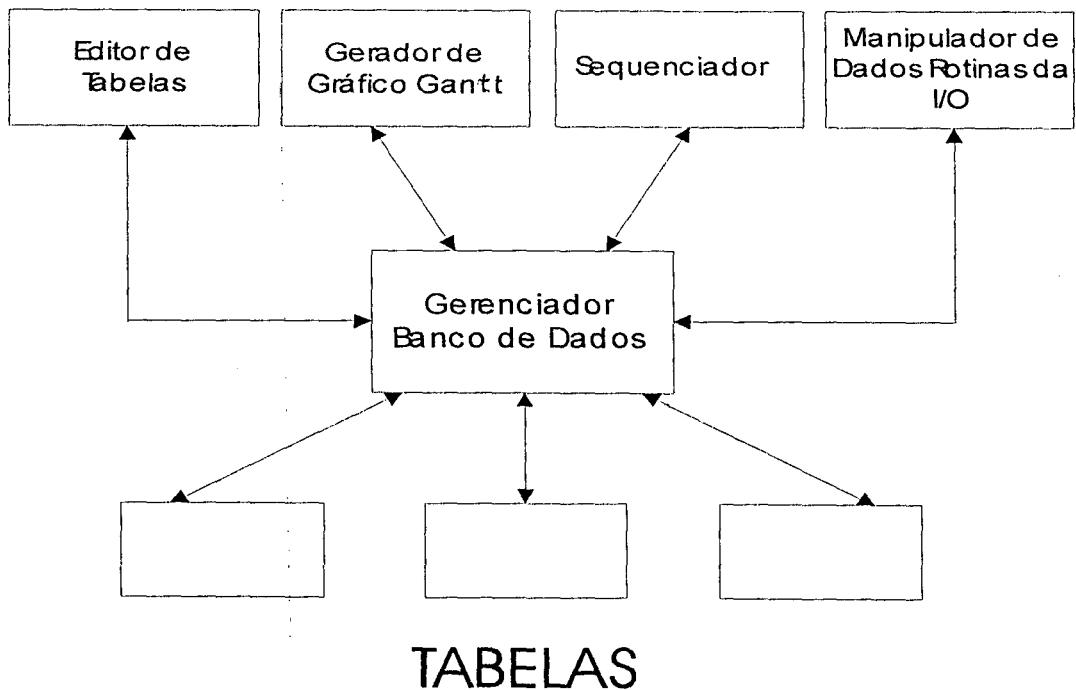 Editor de
Tabelas
Gerador de
Gráfico Gantt
Sequenciador
Manipulador de
Dados Rotinas da
I/O
Gerenciador
Banco de Dados
TABELAS